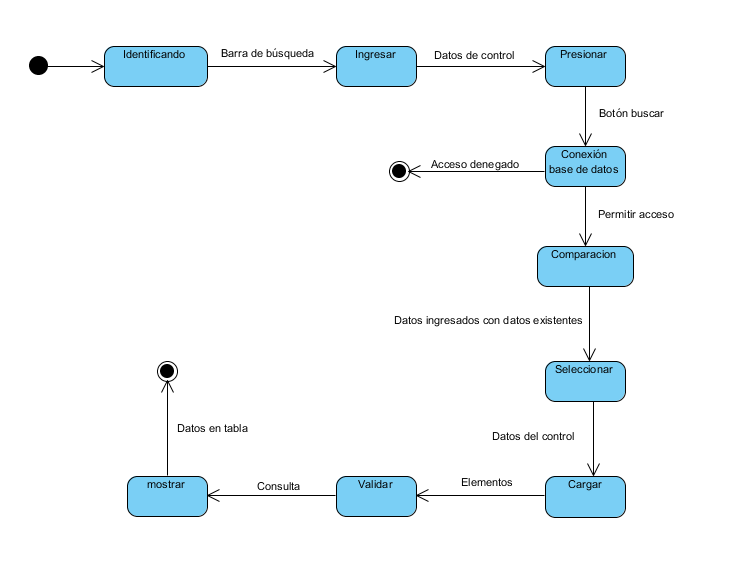 Identificando
Barra de búsqueda
Ingresar
Datos de control
Presionar
Botón buscar
Conexión
base de datos
Acceso denegado
Permitir acceso
Comparacion
Datos ingresados con datos existentes
Seleccionar
Datos del control
Cargar
Elementos
Validar
Consulta
mostrar
Datos en tabla